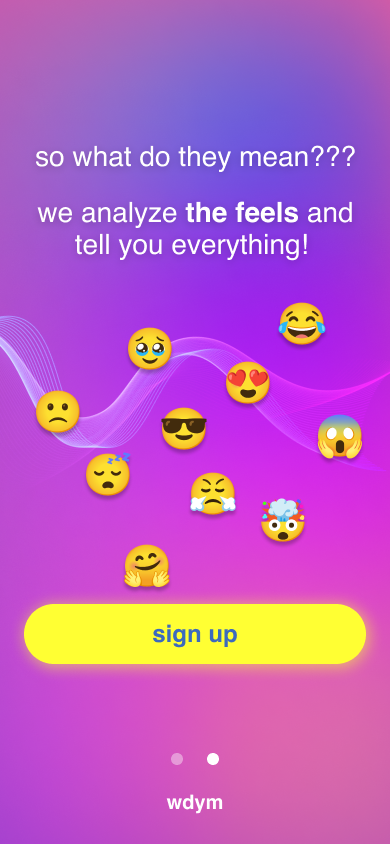 so what do they mean???
we analyze the feels and
tell you everything!
sign up
wdym